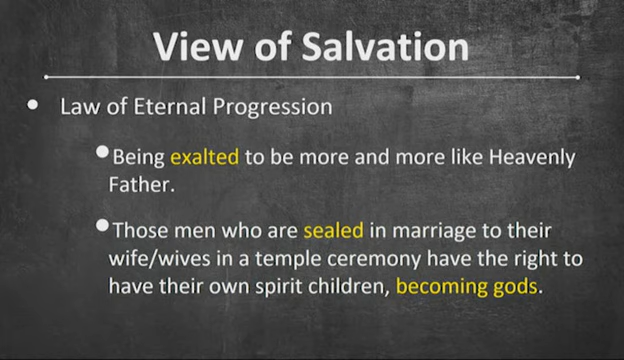 View of Salvation
• Law of Eternal Progression
• Being exalted to be more and more like Heavenly
Father.
• Those men who are sealed in marriage to their
wife/wives in a temple ceremony have the right to
have their own spirit children, becoming gods.